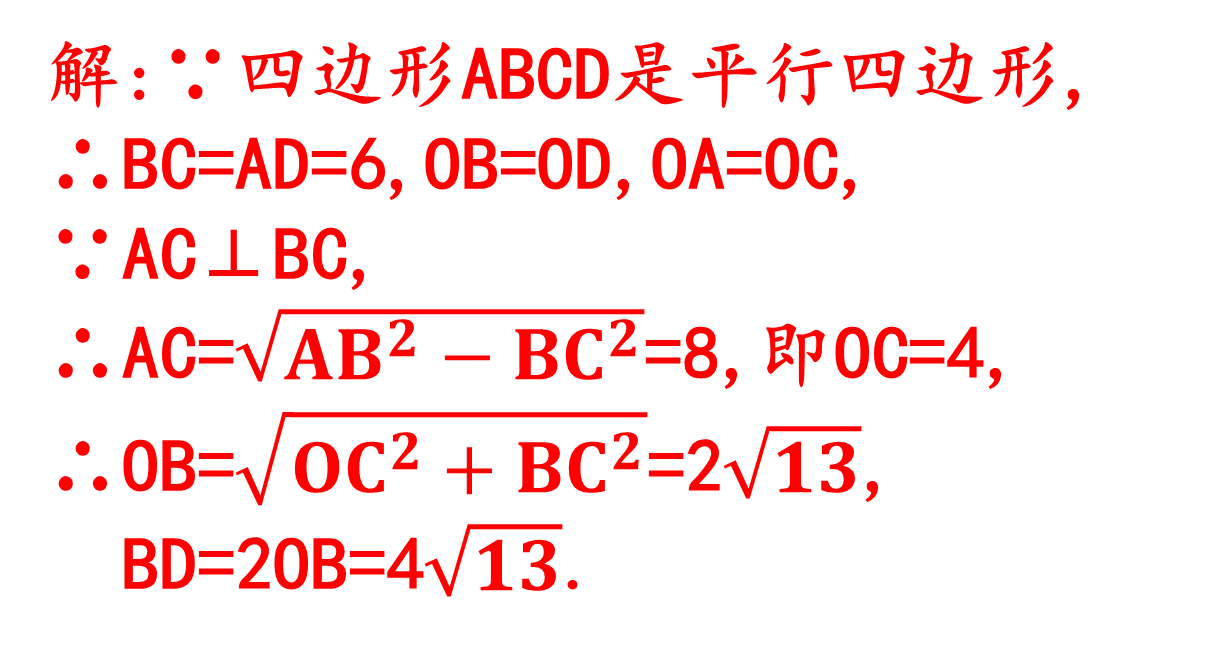 解:∵四边形ABCD是平行四边形,
∴BC=AD=6,OB=OD,OA=OC,
∵AC⊥BC,
∴AC=√(AB²−BC²)=8,即OC=4,
∴OB=√(OC²+BC²)=2√13,
BD=2OB=4√13.